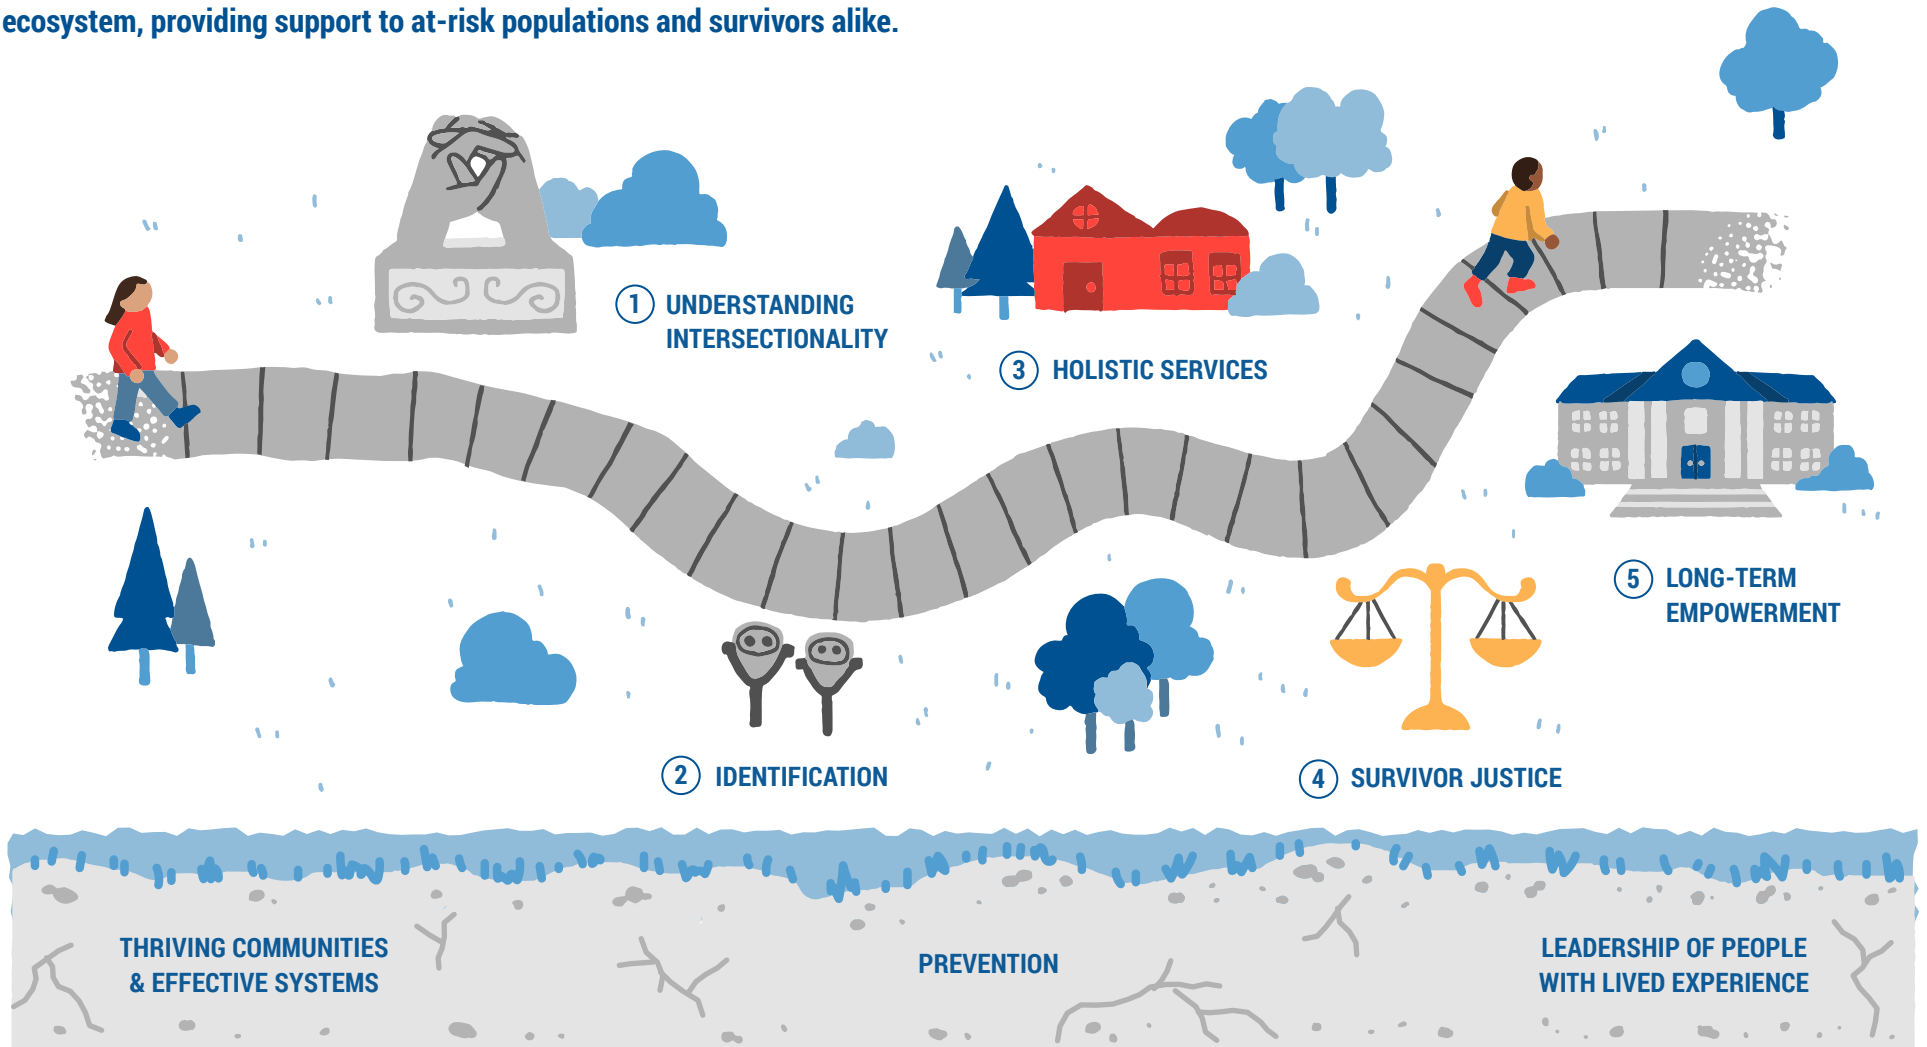 ecosystem, providing support to at-risk populations and survivors alike.
1 UNDERSTANDING
INTERSECTIONALITY
2 IDENTIFICATION
3 HOLISTIC SERVICES
4 SURVIVOR JUSTICE
5 LONG-TERM
EMPOWERMENT
THRIVING COMMUNITIES
& EFFECTIVE SYSTEMS
PREVENTION
LEADERSHIP OF PEOPLE
WITH LIVED EXPERIENCE